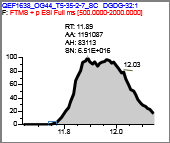 QEF1638_OG44_T5-35-2-7_SC DGDG-32:1
F: FTMS + p ESI Full ms [500.0000-2000.0000]
RT: 11.89
AA: 1191087
AH: 83113
SN: 6.51E+016
100
80
60
40
20
0
12.03
11.8
12.0